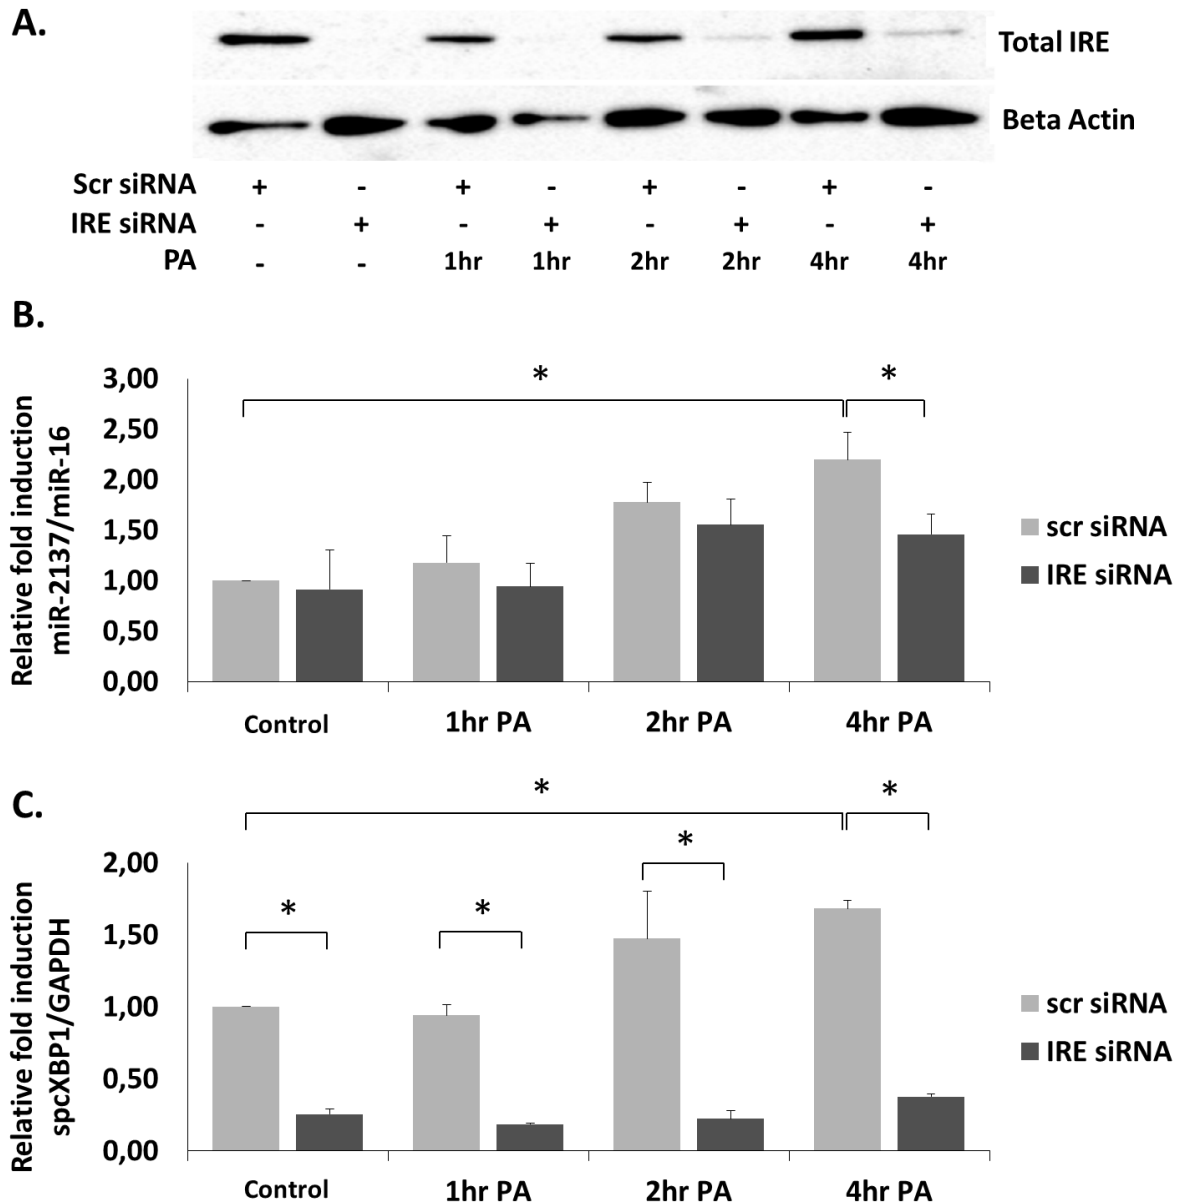 A.
Total IRE
Beta Actin
Scr siRNA + - + - + - + -
IRE siRNA - + - + - + - +
PA - - 1hr 1hr 2hr 2hr 4hr 4hr
B.
Relative fold induction
miR-2137/miR-16
3,00
2,50
2,00
1,50
1,00
0,50
0,00
* *
scr siRNA
IRE siRNA
Control 1hr PA 2hr PA 4hr PA
C.
Relative fold induction
spcXBP1/GAPDH
2,00
1,50
1,00
0,50
0,00
* *
*
* *
scr siRNA
IRE siRNA
Control 1hr PA 2hr PA 4hr PA